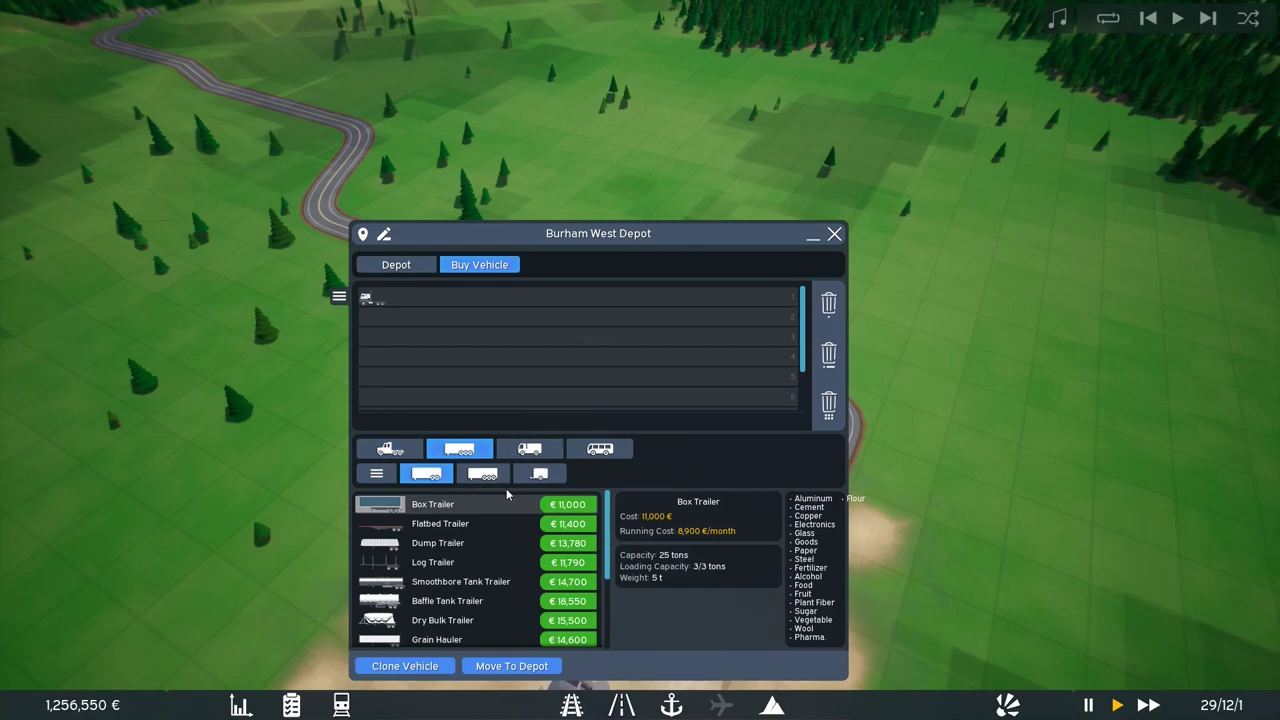 Burham West Depot
Depot
Buy Vehicle
1
2
3
4
5
6
Box Trailer € 11,000
Flatbed Trailer € 11,400
Dump Trailer € 13,780
Log Trailer € 11,790
Smoothbore Tank Trailer € 14,700
Baffle Tank Trailer € 18,550
Dry Bulk Trailer € 15,500
Grain Hauler € 14,600
Box Trailer
Cost: 11,000 €
Running Cost: 8,900 €/month
Capacity: 25 tons
Loading Capacity: 3/3 tons
Weight: 5 t
· Aluminum · Flour
· Cement
· Copper
· Electronics
· Glass
· Goods
· Paper
· Steel
· Fertilizer
· Alcohol
· Food
· Fruit
· Plant Fiber
· Sugar
· Vegetable
· Wool
· Pharma.
Clone Vehicle
Move To Depot
1,256,550 €
29/12/1